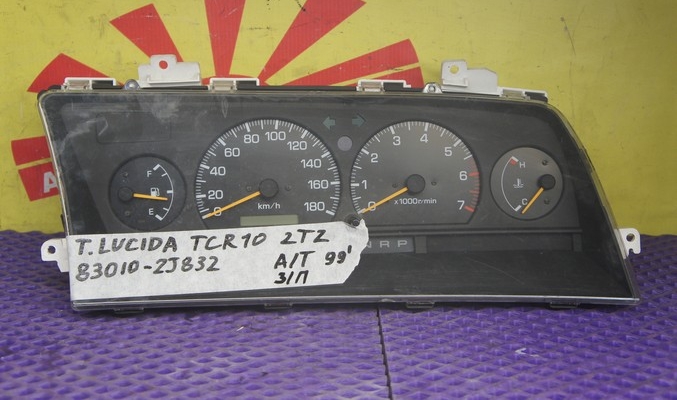 F
E
0 20 40 60 80 100 120 140 160 180
km/h
0 1 2 3 4 5 6 7
x1000r/min
H
C
N R P
T. LUCIDA TCR10 2TZ
83010-2J832 A/T 99'
З/П